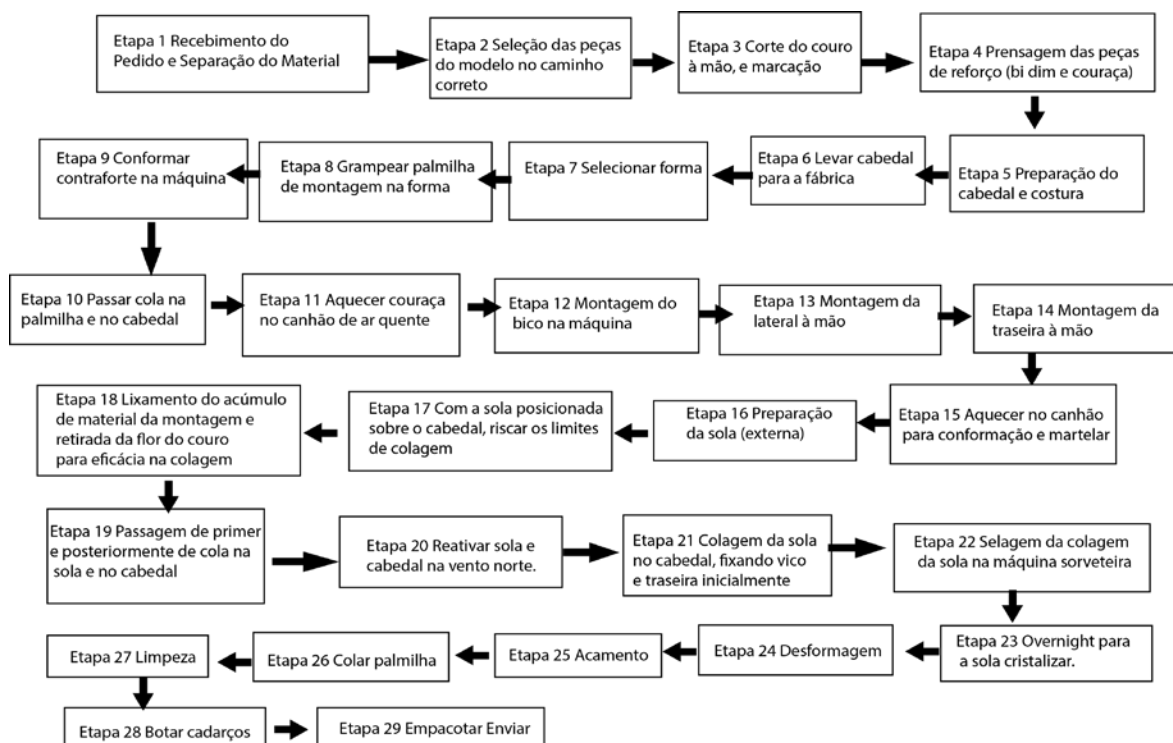 Etapa 1 Recebimento do
Pedido e Separação do Material
Etapa 2 Seleção das peças
do modelo no caminho
correto
Etapa 3 Corte do couro
à mão, e marcação
Etapa 4 Prensagem das peças
de reforço (bi dim e couraça)
Etapa 5 Preparação do
cabedal e costura
Etapa 6 Levar cabedal
para a fábrica
Etapa 7 Selecionar forma
Etapa 8 Grampear palmilha
de montagem na forma
Etapa 9 Conformar
contraforte na máquina
Etapa 10 Passar cola na
palmilha e no cabedal
Etapa 11 Aquecer couraça
no canhão de ar quente
Etapa 12 Montagem do
bico na máquina
Etapa 13 Montagem da
lateral à mão
Etapa 14 Montagem da
traseira à mão
Etapa 15 Aquecer no canhão
para conformação e martelar
Etapa 16 Preparação
da sola (externa)
Etapa 17 Com a sola posicionada
sobre o cabedal, riscar os limites
de colagem
Etapa 18 Lixamento do acúmulo
de material da montagem e
retirada da flor do couro
para eficácia na colagem
Etapa 19 Passagem de primer
e posteriormente de cola na
sola e no cabedal
Etapa 20 Reativar sola e
cabedal na vento norte.
Etapa 21 Colagem da sola
no cabedal, fixando vico
e traseira inicialmente
Etapa 22 Selagem da colagem
da sola na máquina sorveteira
Etapa 23 Overnight para
a sola cristalizar.
Etapa 24 Desformagem
Etapa 25 Acamento
Etapa 26 Colar palmilha
Etapa 27 Limpeza
Etapa 28 Botar cadarços
Etapa 29 Empacotar Enviar